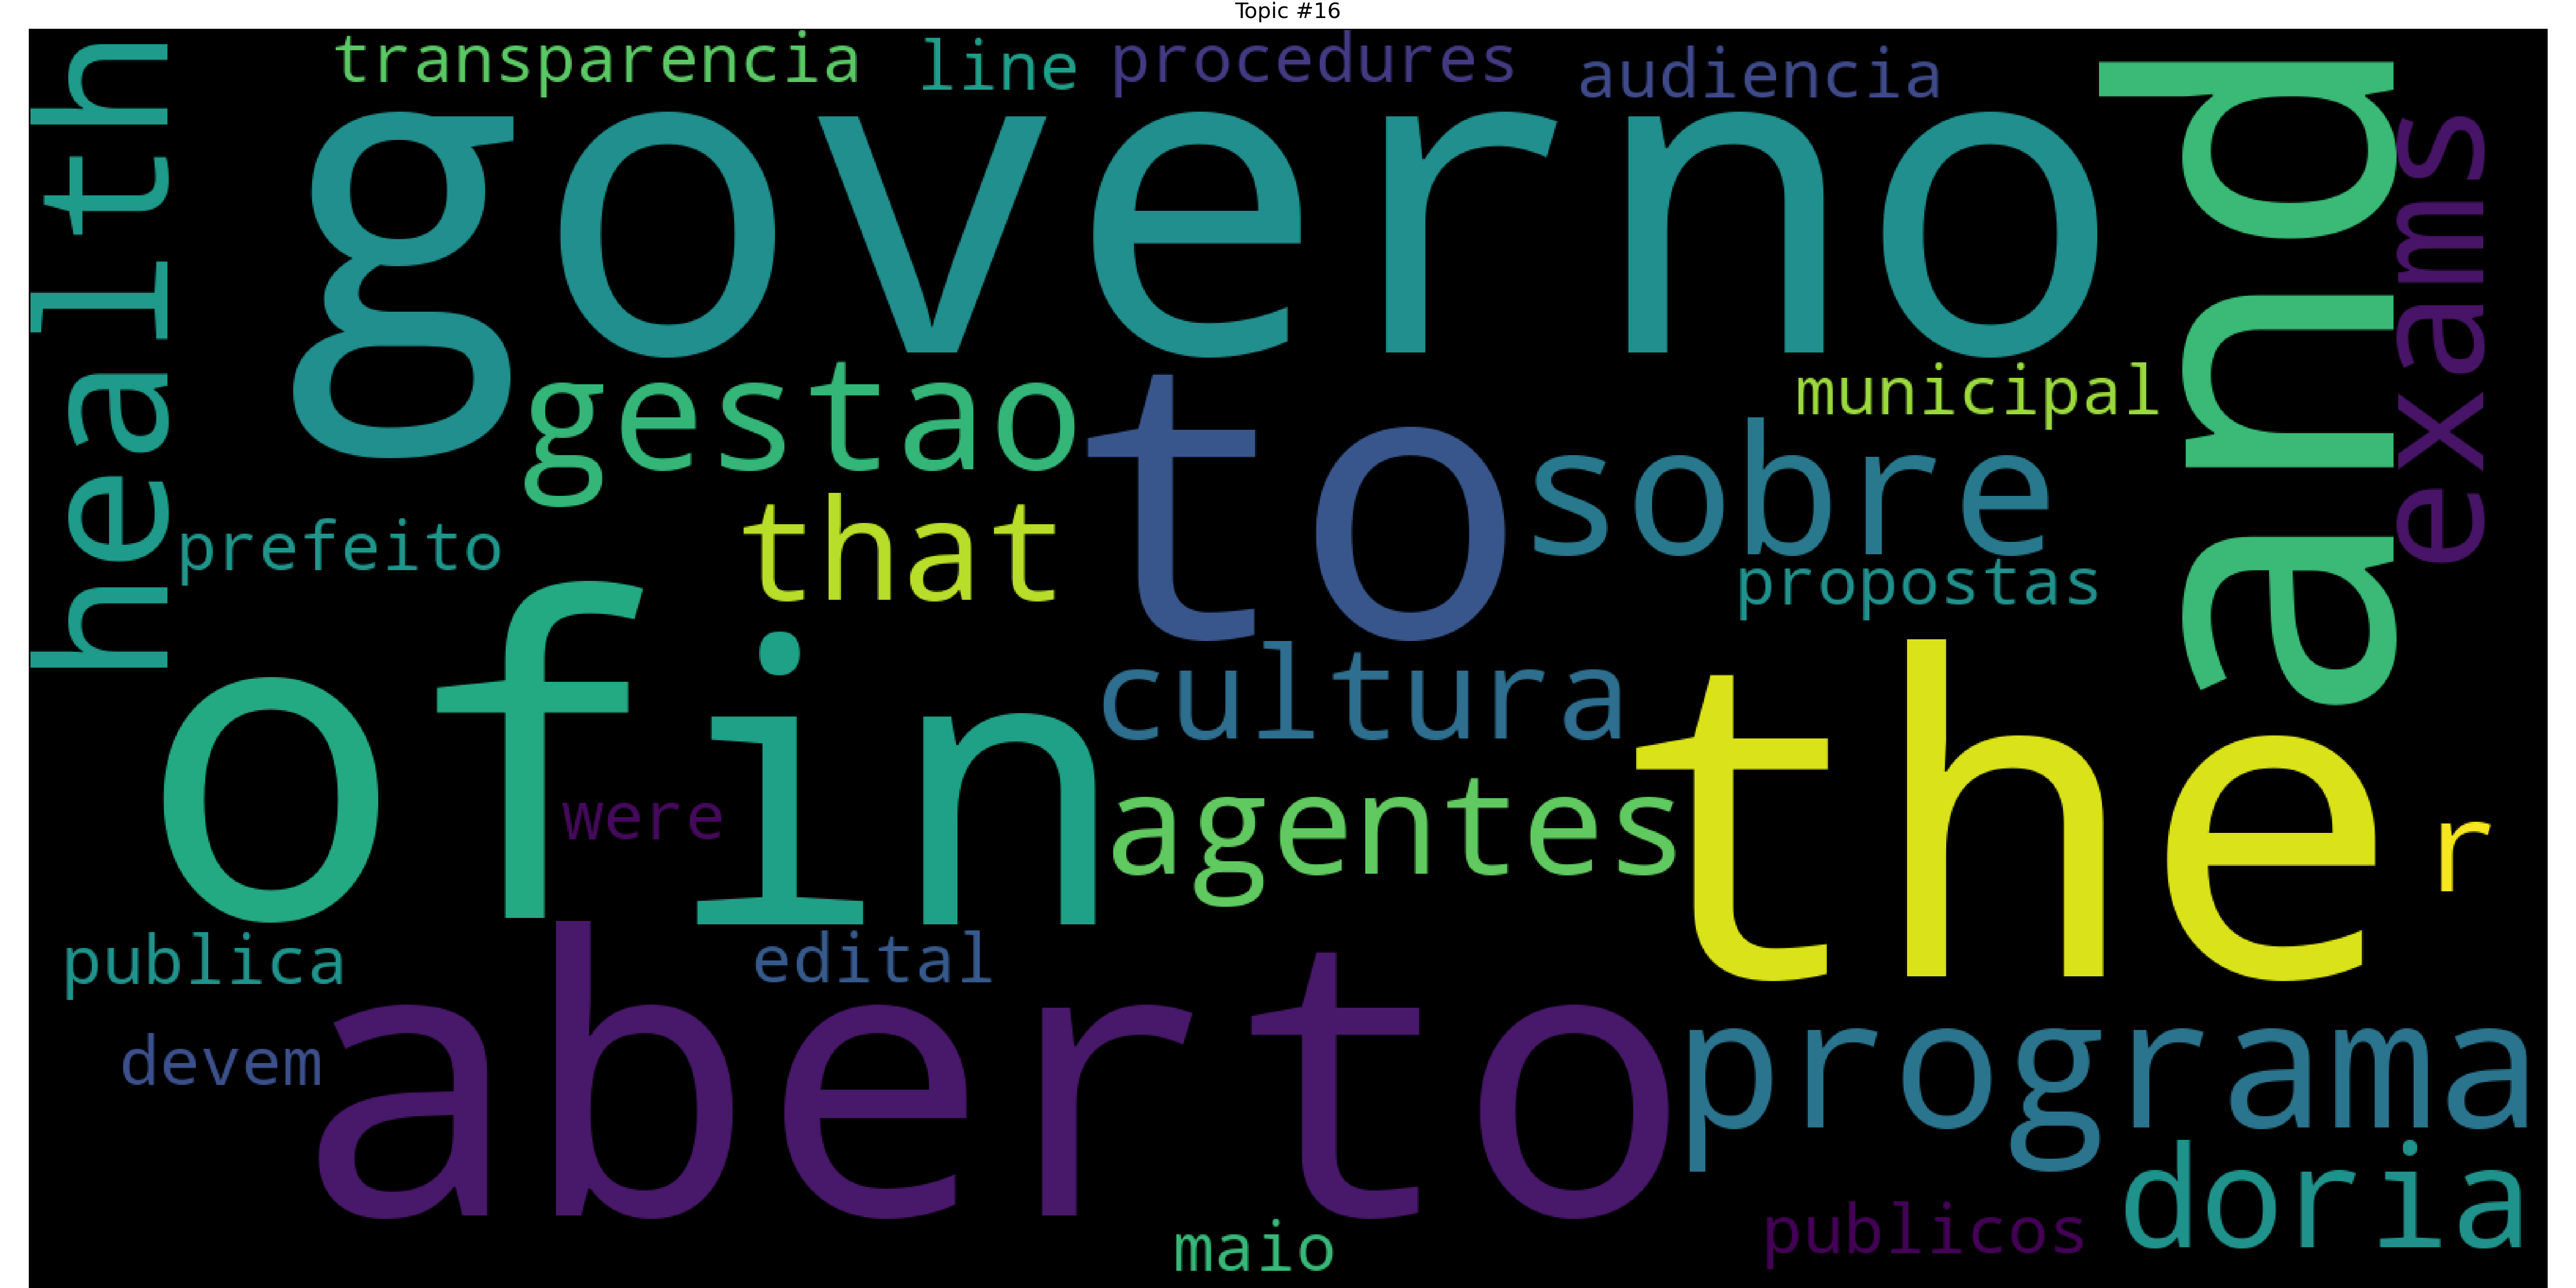 Topic #16
transparencia
line
procedures
audiencia
health
governo
and
exams
gestao
municipal
to
sobre
that
prefeito
propostas
of
in
cultura
the
were
agentes
r
publica
edital
aberto
devem
programa
doria
publicos
maio